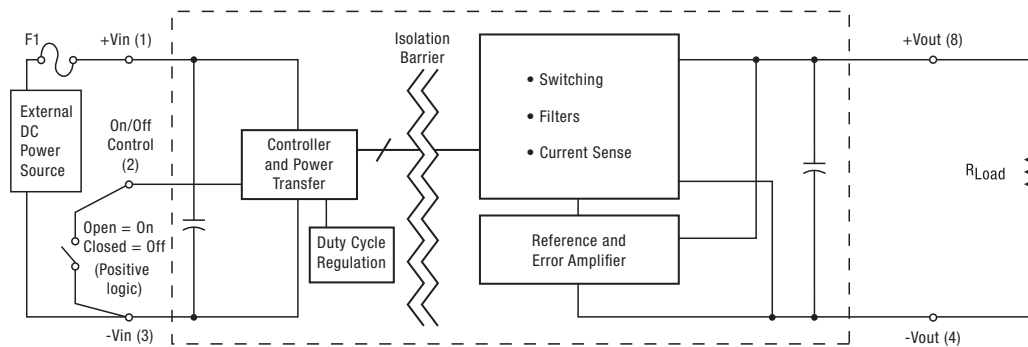 F1
+Vin (1)
External
DC
Power
Source
On/Off
Control
(2)
Open = On
Closed = Off
(Positive
logic)
-Vin (3)
Controller
and Power
Transfer
Duty Cycle
Regulation
Isolation
Barrier
• Switching
• Filters
• Current Sense
Reference and
Error Amplifier
+Vout (8)
RLoad
-Vout (4)